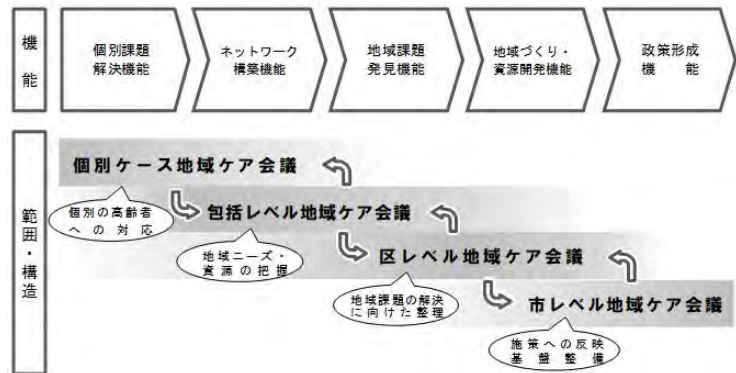 機能
個別課題
解決機能
ネットワーク
構築機能
地域課題
発見機能
地域づくり・
資源開発機能
政策形成
機能
範囲・構造
個別ケース地域ケア会議
個別の高齢者
への対応
包括レベル地域ケア会議
地域ニーズ・
資源の把握
区レベル地域ケア会議
地域課題の解決
に向けた整理
市レベル地域ケア会議
施策への反映
基盤整備